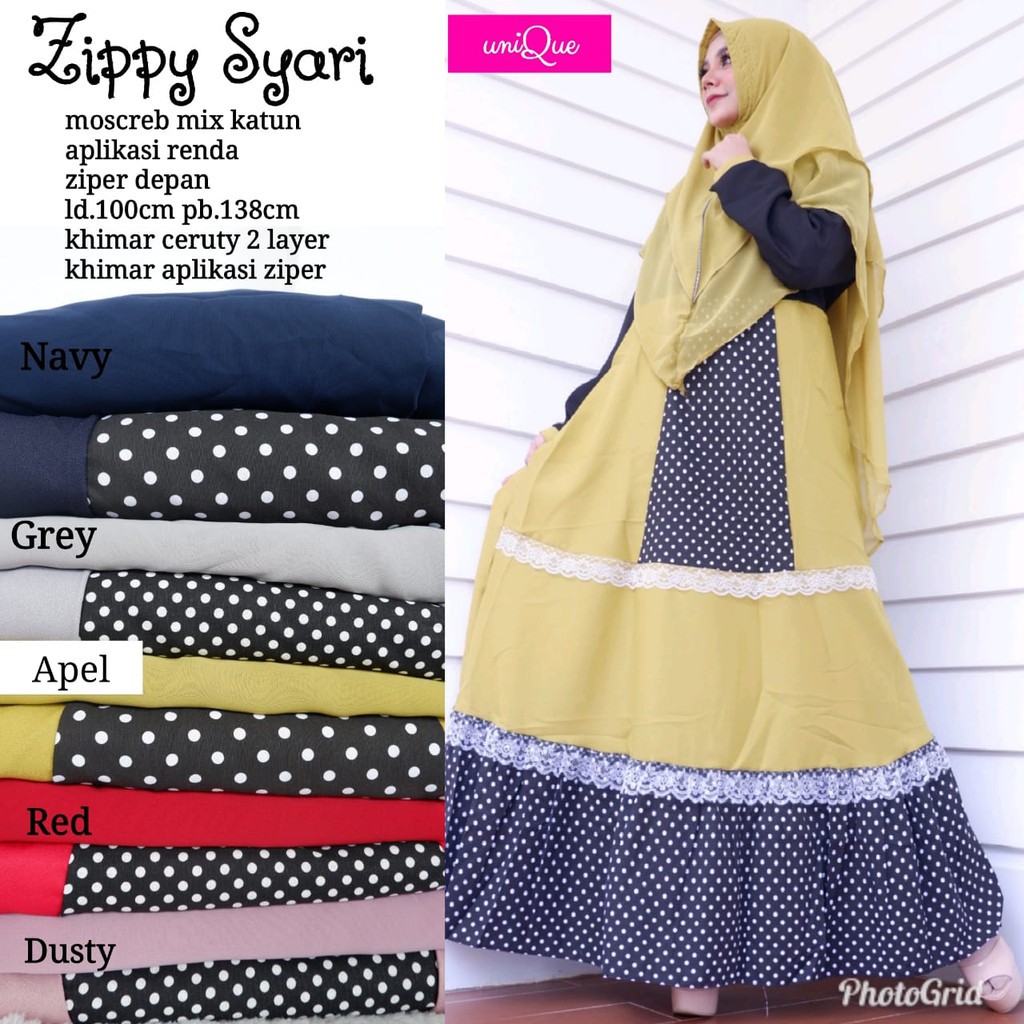 Zippy Syari
moscreb mix katun
aplikasi renda
ziper depan
ld.100cm pb.138cm
khimar ceruty 2 layer
khimar aplikasi ziper
uniQue
Navy
Grey
Apel
Red
Dusty
PhotoGrid